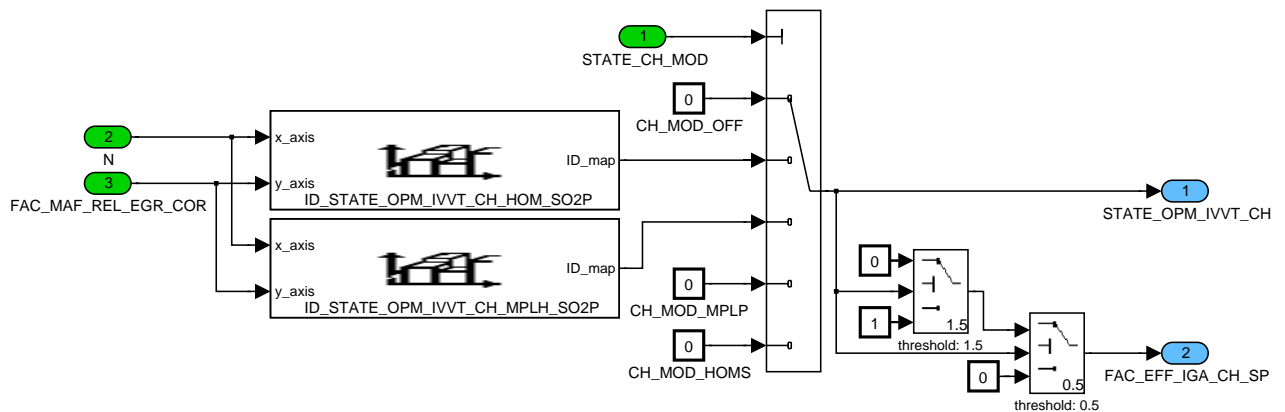 1
STATE_CH_MOD
0
CH_MOD_OFF
2
N
3
FAC_MAF_REL_EGR_COR
x_axis
y_axis
ID_map
ID_STATE_OPM_IVVT_CH_HOM_SO2P
x_axis
y_axis
ID_map
ID_STATE_OPM_IVVT_CH_MPLH_SO2P
0
CH_MOD_MPLP
0
CH_MOD_HOMS
1
STATE_OPM_IVVT_CH
0
1
1.5
threshold: 1.5
0
0.5
threshold: 0.5
2
FAC_EFF_IGA_CH_SP